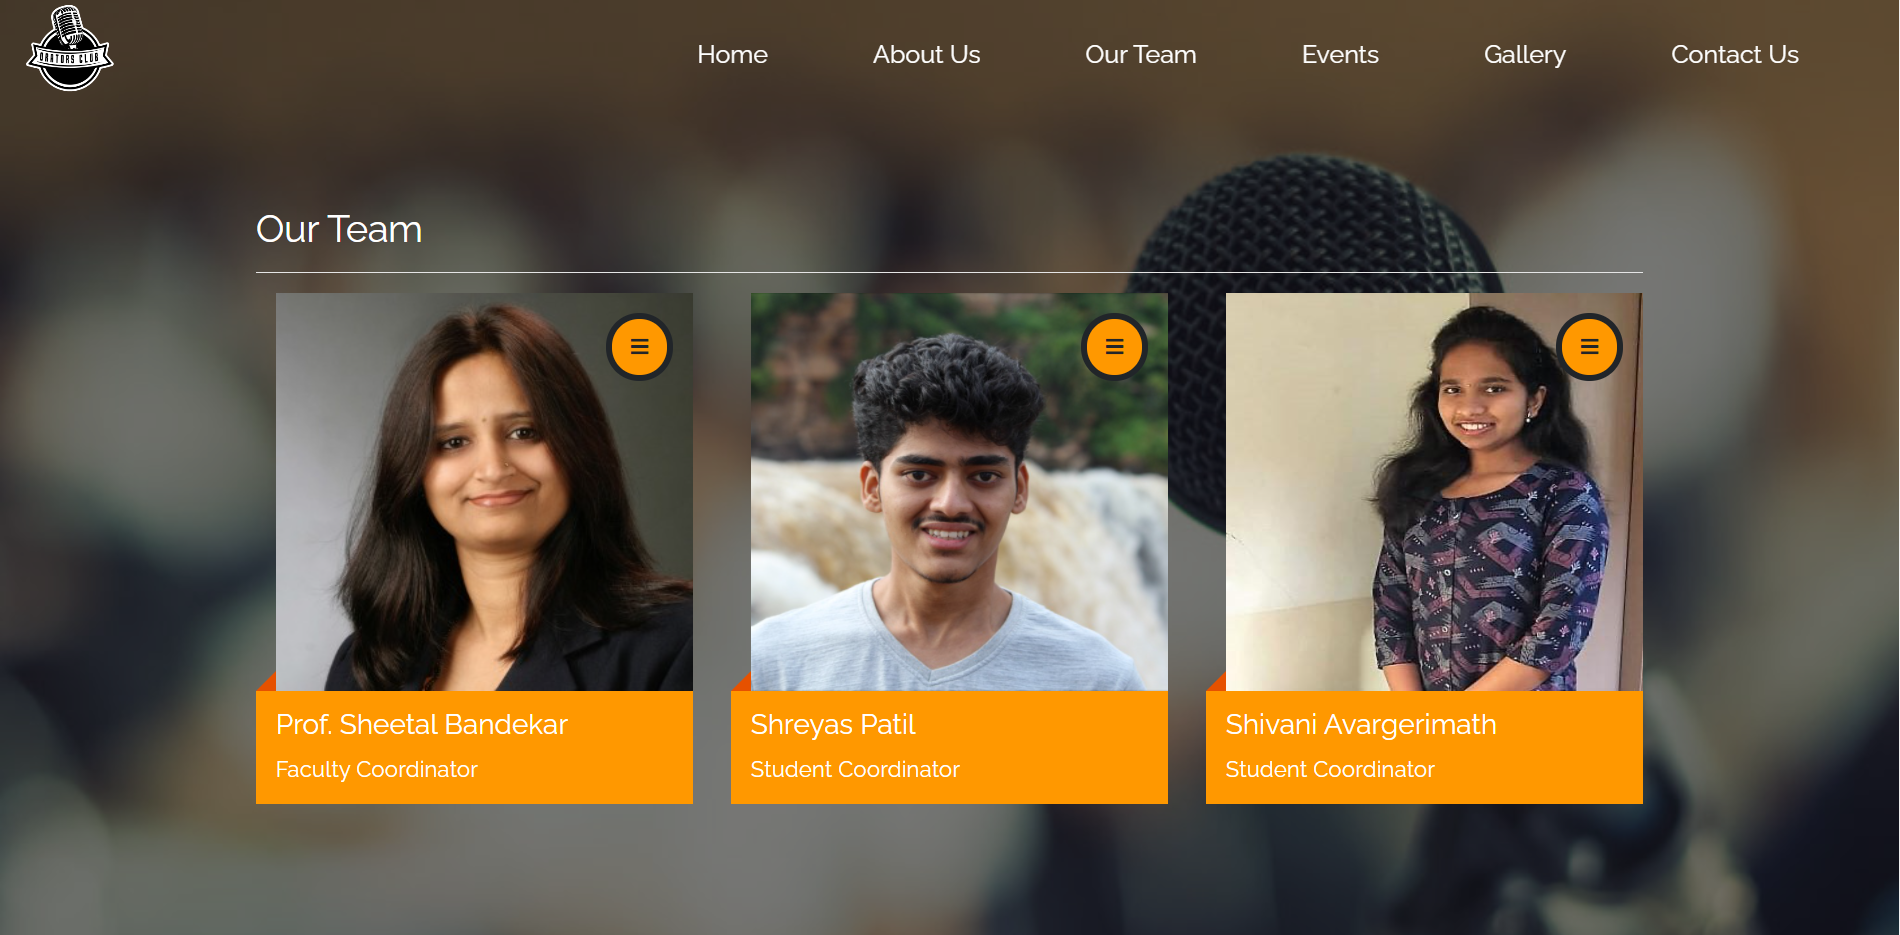 ORATORS CLUB
Home
About Us
Our Team
Events
Gallery
Contact Us
Our Team
Prof. Sheetal Bandekar
Faculty Coordinator
Shreyas Patil
Student Coordinator
Shivani Avargerimath
Student Coordinator